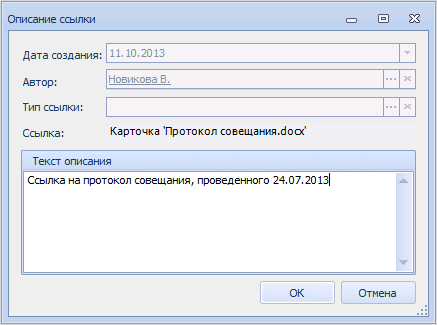 Описание ссылки
Дата создания: 11.10.2013
Автор: Новикова В.
Тип ссылки:
Ссылка: Карточка 'Протокол совещания.docx'
Текст описания
Ссылка на протокол совещания, проведенного 24.07.2013
ОК Отмена